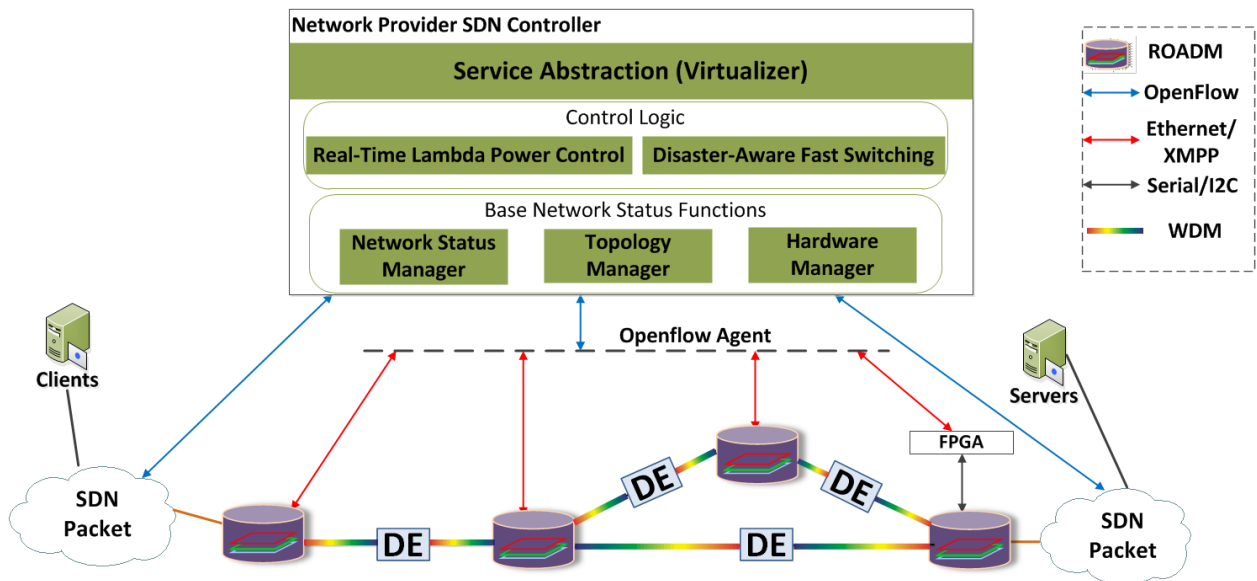 Network Provider SDN Controller
Service Abstraction (Virtualizer)
Control Logic
Real-Time Lambda Power Control
Disaster-Aware Fast Switching
Base Network Status Functions
Network Status
Manager
Topology
Manager
Hardware
Manager
ROADM
OpenFlow
Ethernet/
XMPP
Serial/I2C
WDM
Openflow Agent
Clients
Servers
FPGA
SDN
Packet
DE
DE
DE
DE
SDN
Packet